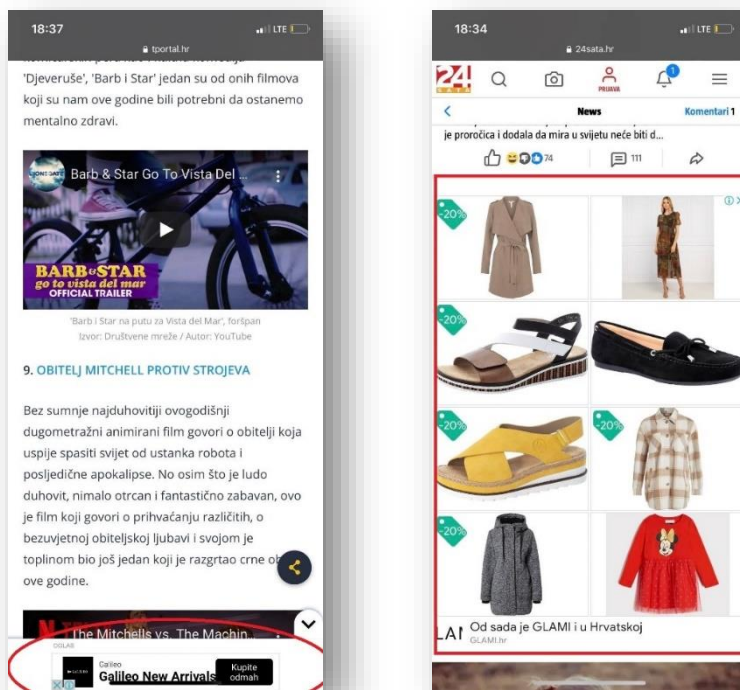 18:37
LTE
tportal.hr
'Djeveruše', 'Barb i Star' jedan su od onih filmova
koji su nam ove godine bili potrebni da ostanemo
mentalno zdravi.
LIONSGATE
Barb & Star Go To Vista Del ...
BARB & STAR
go to vista del mar
OFFICIAL TRAILER
'Barb i Star na putu za Vista Del Mar', foršpan
Izvor: Društvene mreže / Autor: YouTube
9. OBITELJ MITCHELL PROTIV STROJEVA
Bez sumnje najduhovitiji ovogodišnji
dugometražni animirani film govori o obitelji koja
uspije spasiti svijet od ustanka robota i
posljedične apokalipse. No osim što je ludo
duhovit, nimalo otrcan i fantastično zabavan, ovo
je film koji govori o prihvaćanju različitih, o
bezuvjetnoj obiteljskoj ljubavi i svojom je
toplinom bio još jedan koji je razgrtao crne
ove godine.
The Mitchells vs. The Machin...
OGLAS
Galileo
Galileo New Arrivals
Kupite
odmah
18:34
LTE
24sata.hr
24
SATA
PRIJAVA
1
News
Komentari 1
je proročica i dodala da mira u svijetu neće biti d...
74
111
-20%
-20%
-20%
-20%
-20%
LAI
Od sada je GLAMI i u Hrvatskoj
GLAMI.hr